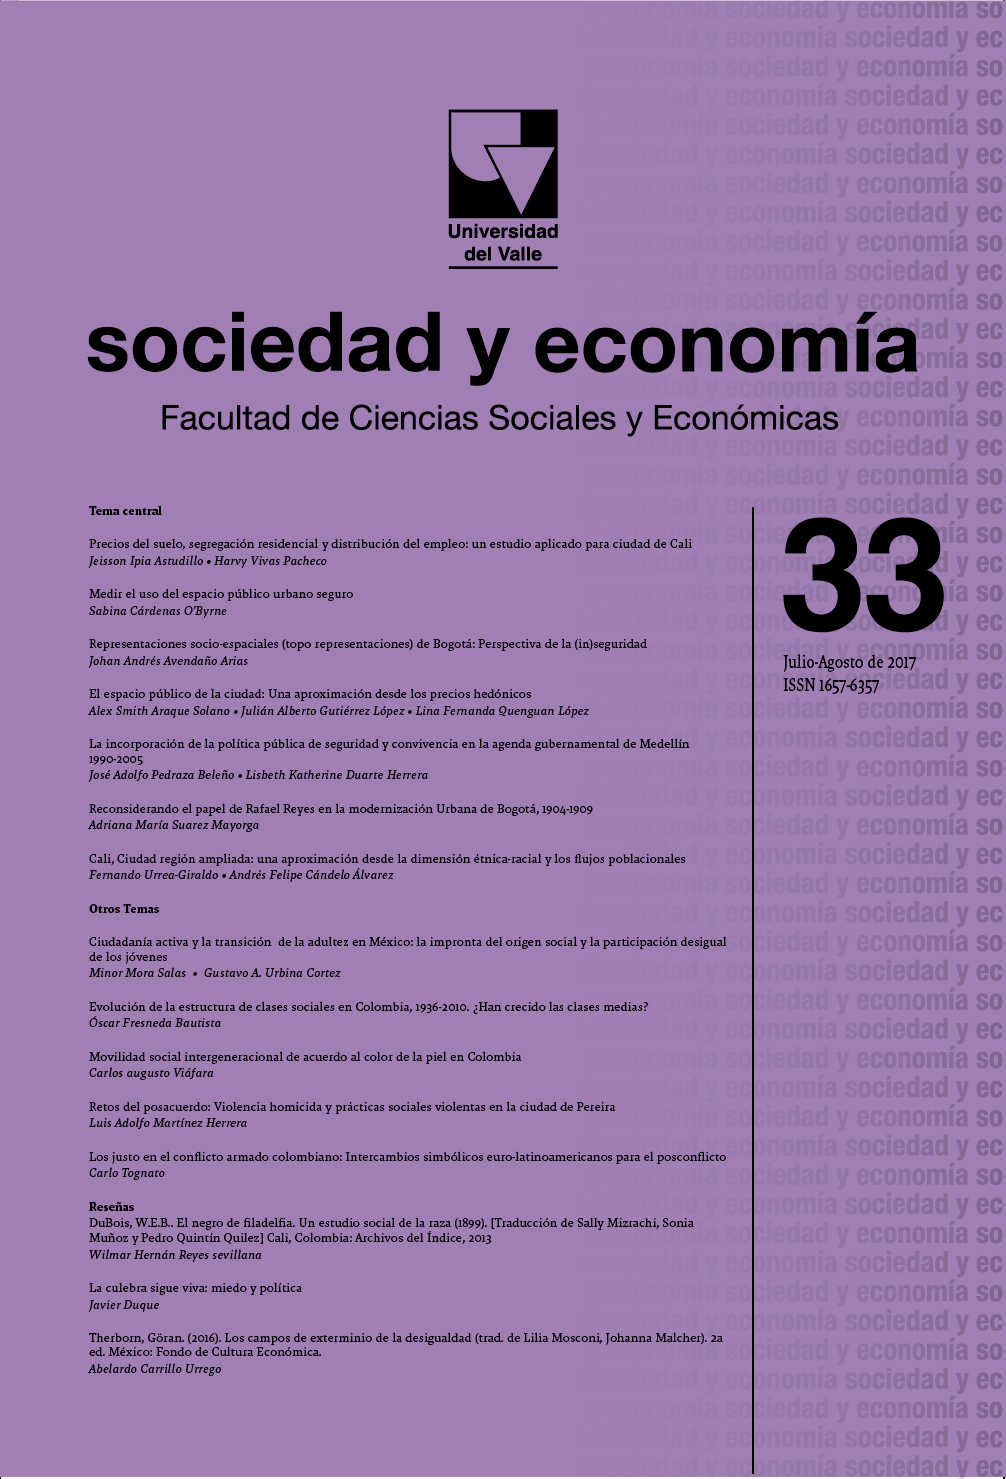 Universidad
del Valle
sociedad y economía
Facultad de Ciencias Sociales y Económicas
Tema central
Precios del suelo, segregación residencial y distribución del empleo: un estudio aplicado para ciudad de Cali
Jeisson Ipia Astudillo • Harvy Vivas Pacheco
Medir el uso del espacio público urbano seguro
Sabina Cárdenas O'Byrne
Representaciones socio-espaciales (topo representaciones) de Bogotá: Perspectiva de la (in)seguridad
Johan Andrés Avendaño Arias
El espacio público de la ciudad: Una aproximación desde los precios hedónicos
Alex Smith Araque Solano • Julián Alberto Gutiérrez López • Lina Fernanda Quenguan López
La incorporación de la política pública de seguridad y convivencia en la agenda gubernamental de Medellín
1990-2005
José Adolfo Pedraza Beleño • Lisbeth Katherine Duarte Herrera
Reconsiderando el papel de Rafael Reyes en la modernización Urbana de Bogotá, 1904-1909
Adriana María Suarez Mayorga
Cali, Ciudad región ampliada: una aproximación desde la dimensión étnica-racial y los flujos poblacionales
Fernando Urrea-Giraldo • Andrés Felipe Cándelo Álvarez
Otros Temas
Ciudadanía activa y la transición  de la adultez en México: la impronta del origen social y la participación desigual
de los jóvenes
Minor Mora Salas  •  Gustavo A. Urbina Cortez
Evolución de la estructura de clases sociales en Colombia, 1936-2010. ¿Han crecido las clases medias?
Óscar Fresneda Bautista
Movilidad social intergeneracional de acuerdo al color de la piel en Colombia
Carlos augusto Viáfara
Retos del posacuerdo: Violencia homicida y prácticas sociales violentas en la ciudad de Pereira
Luis Adolfo Martínez Herrera
Los justo en el conflicto armado colombiano: Intercambios simbólicos euro-latinoamericanos para el posconflicto
Carlo Tognato
Reseñas
DuBois, W.E.B.. El negro de filadelfia. Un estudio social de la raza (1899). [Traducción de Sally Mizrachi, Sonia
Muñoz y Pedro Quintín Quilez] Cali, Colombia: Archivos del Índice, 2013
Wilmar Hernán Reyes sevillana
La culebra sigue viva: miedo y política
Javier Duque
Therborn, Göran. (2016). Los campos de exterminio de la desigualdad (trad. de Lilia Mosconi, Johanna Malcher). 2a
ed. México: Fondo de Cultura Económica.
Abelardo Carrillo Urrego
33
Julio-Agosto de 2017
ISSN 1657-6357